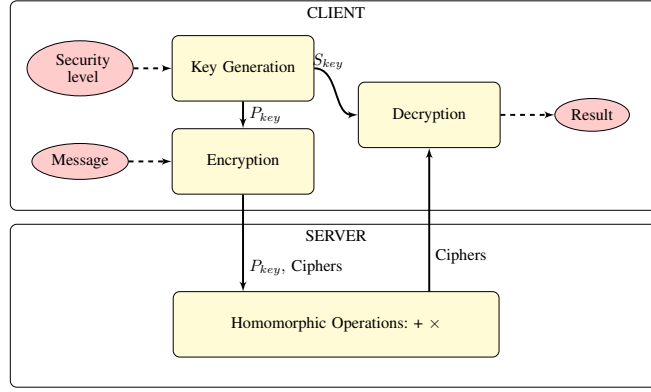 CLIENT
Security
level
Key Generation
S_key
P_key
Decryption
Result
Message
Encryption
SERVER
P_key, Ciphers
Ciphers
Homomorphic Operations: + ×